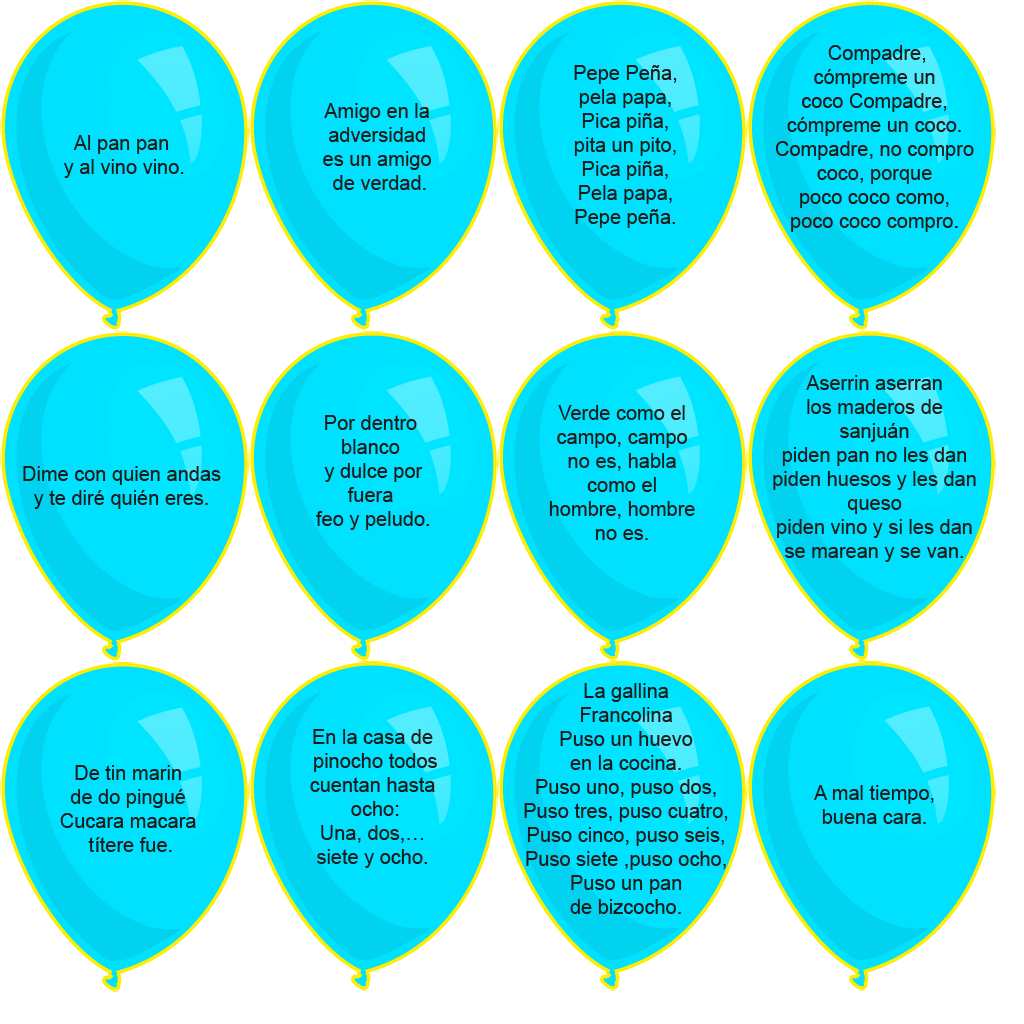 Al pan pan
y al vino vino.
Amigo en la
adversidad
es un amigo
de verdad.
Pepe Peña,
pela papa,
Pica piña,
pita un pito,
Pica piña,
Pela papa,
Pepe peña.
Compadre,
cómpreme un
coco Compadre,
cómpreme un coco.
Compadre, no compro
coco, porque
poco coco como,
poco coco compro.
Dime con quien andas
y te diré quién eres.
Por dentro
blanco
y dulce por
fuera
feo y peludo.
Verde como el
campo, campo
no es, habla
como el
hombre, hombre
no es.
Aserrin aserran
los maderos de
sanjuán
piden pan no les dan
piden huesos y les dan
queso
piden vino y si les dan
se marean y se van.
De tin marin
de do pingué
Cucara macara
títere fue.
En la casa de
pinocho todos
cuentan hasta
ocho:
Una, dos,…
siete y ocho.
La gallina
Francolina
Puso un huevo
en la cocina.
Puso uno, puso dos,
Puso tres, puso cuatro,
Puso cinco, puso seis,
Puso siete ,puso ocho,
Puso un pan
de bizcocho.
A mal tiempo,
buena cara.